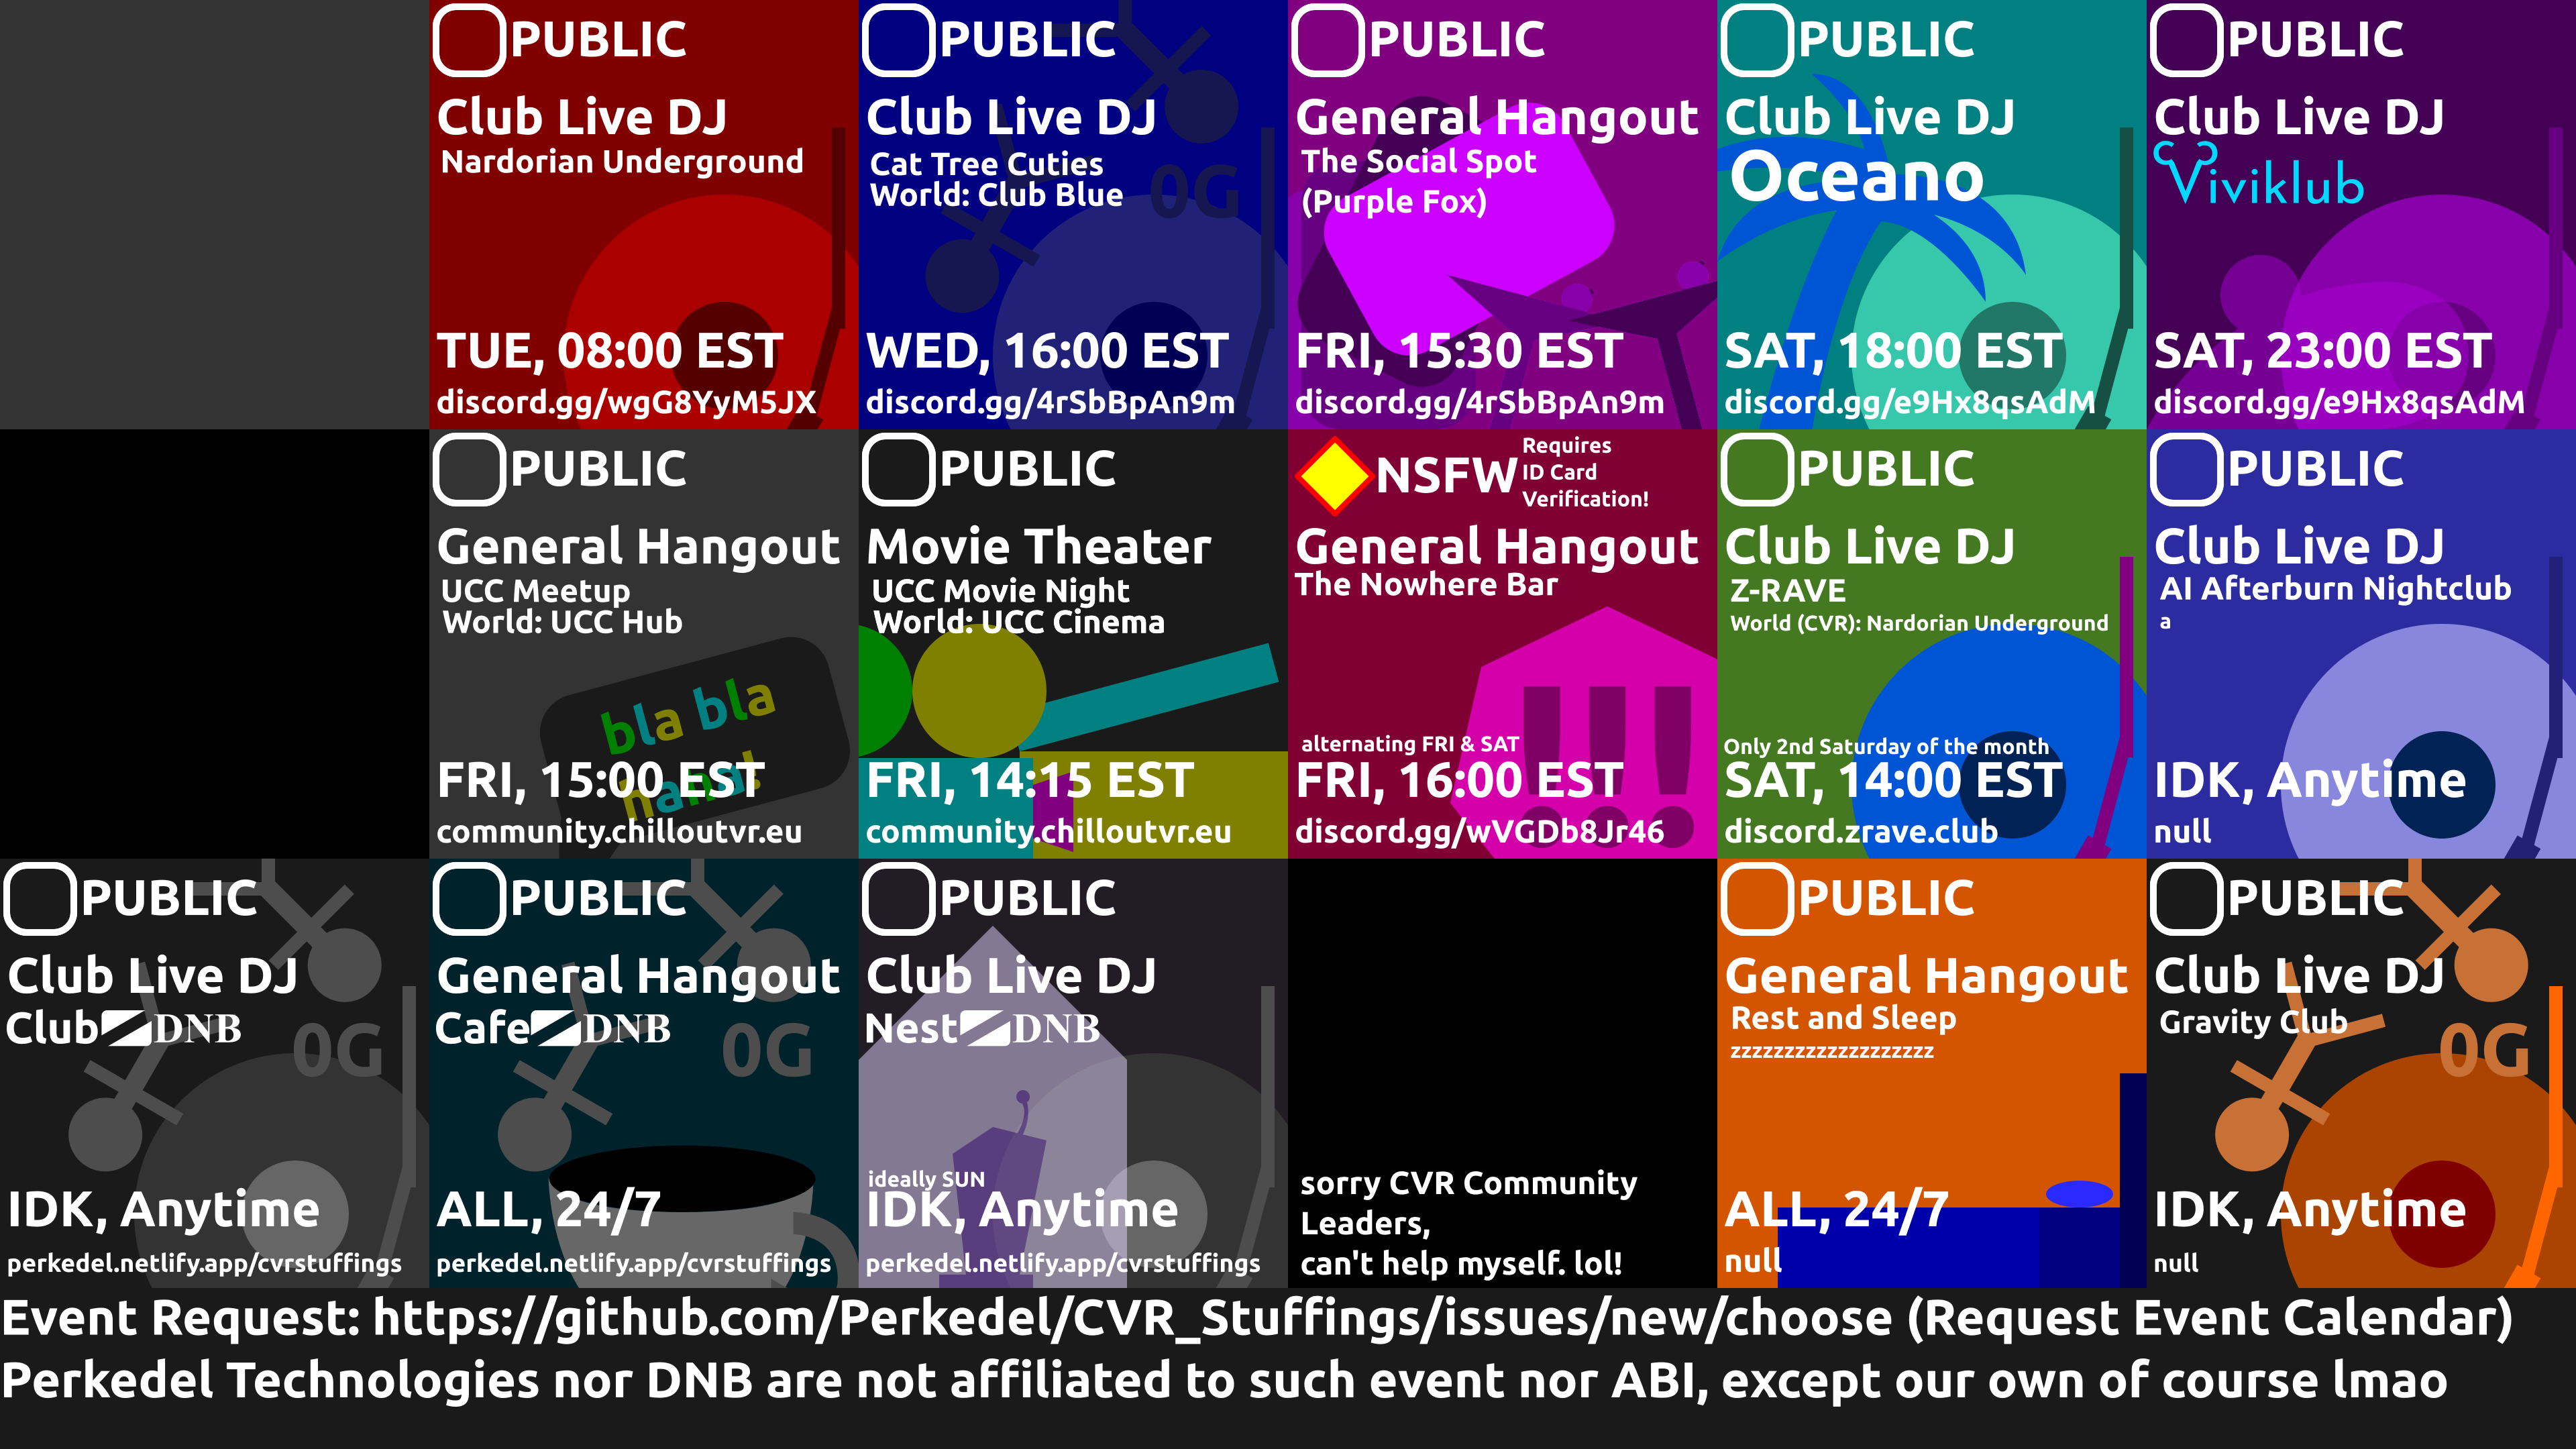 PUBLIC
Club Live DJ
Nardorian Underground
TUE, 08:00 EST
discord.gg/wgG8YyM5JX
PUBLIC
Club Live DJ
Cat Tree Cuties
World: Club Blue
0G
WED, 16:00 EST
discord.gg/4rSbBpAn9m
PUBLIC
General Hangout
The Social Spot
(Purple Fox)
FRI, 15:30 EST
discord.gg/4rSbBpAn9m
PUBLIC
Club Live DJ
Oceano
SAT, 18:00 EST
discord.gg/e9Hx8qsAdM
PUBLIC
Club Live DJ
Viviklub
SAT, 23:00 EST
discord.gg/e9Hx8qsAdM
PUBLIC
General Hangout
UCC Meetup
World: UCC Hub
bla bla
hana!
FRI, 15:00 EST
community.chilloutvr.eu
PUBLIC
Movie Theater
UCC Movie Night
World: UCC Cinema
FRI, 14:15 EST
community.chilloutvr.eu
NSFW
Requires
ID Card
Verification!
General Hangout
The Nowhere Bar
!!!
alternating FRI & SAT
FRI, 16:00 EST
discord.gg/wVGDb8Jr46
PUBLIC
Club Live DJ
Z-RAVE
World (CVR): Nardorian Underground
Only 2nd Saturday of the month
SAT, 14:00 EST
discord.zrave.club
PUBLIC
Club Live DJ
AI Afterburn Nightclub
a
IDK, Anytime
null
PUBLIC
Club Live DJ
Club DNB
0G
IDK, Anytime
perkedel.netlify.app/cvrstuffings
PUBLIC
General Hangout
Cafe DNB
0G
ALL, 24/7
perkedel.netlify.app/cvrstuffings
PUBLIC
Club Live DJ
Nest DNB
ideally SUN
IDK, Anytime
perkedel.netlify.app/cvrstuffings
sorry CVR Community
Leaders,
can't help myself. lol!
PUBLIC
General Hangout
Rest and Sleep
zzzzzzzzzzzzzzzzzzz
ALL, 24/7
null
PUBLIC
Club Live DJ
Gravity Club
0G
IDK, Anytime
null
Event Request: https://github.com/Perkedel/CVR_Stuffings/issues/new/choose (Request Event Calendar)
Perkedel Technologies nor DNB are not affiliated to such event nor ABI, except our own of course lmao